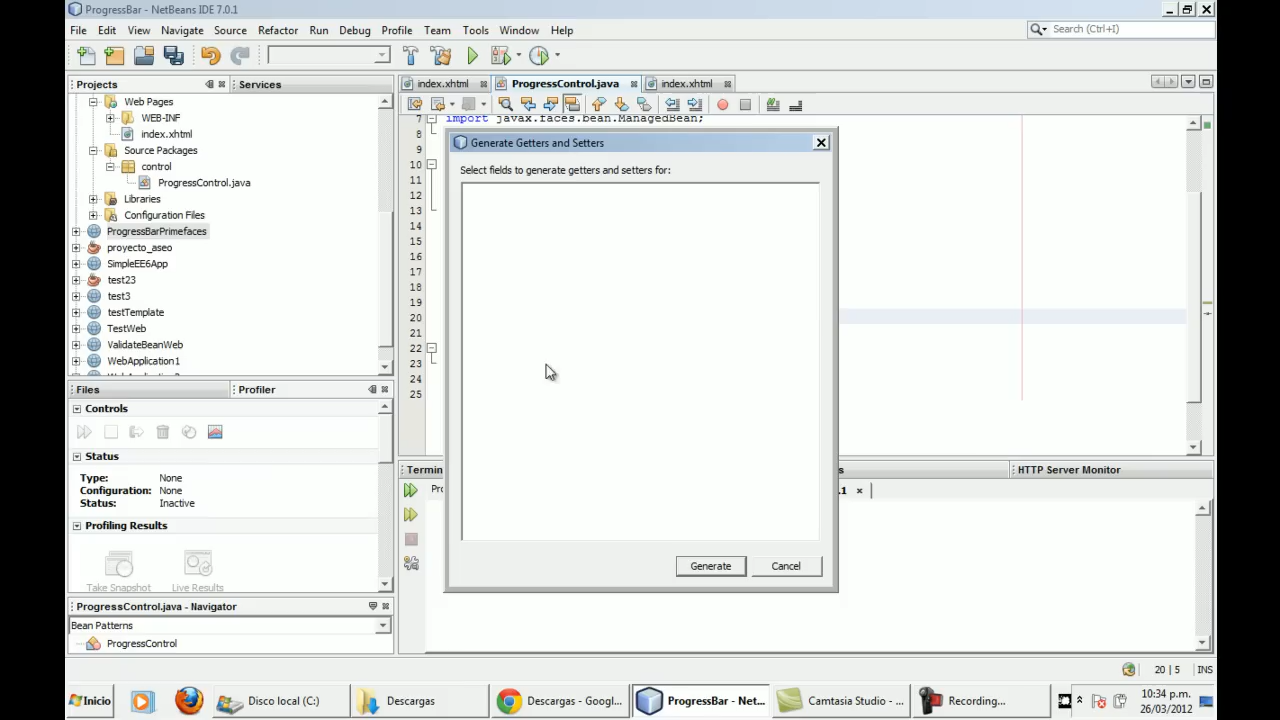 ProgressBar - NetBeans IDE 7.0.1
File Edit View Navigate Source Refactor Run Debug Profile Team Tools Window Help
Search (Ctrl+I)
Projects
Services
index.xhtml
ProgressControl.java
index.xhtml
Web Pages
WEB-INF
index.xhtml
Source Packages
control
ProgressControl.java
Libraries
Configuration Files
ProgressBarPrimefaces
proyecto_aseo
SimpleEE6App
test23
test3
testTemplate
TestWeb
ValidateBeanWeb
WebApplication1
7 import javax.faces.bean.ManagedBean;
8
9
10
11
12
13
14
15
16
17
18
19
20
21
22
23
24
25
Generate Getters and Setters
Select fields to generate getters and setters for:
Generate
Cancel
Files
Profiler
Controls
Status
Type: None
Configuration: None
Status: Inactive
Profiling Results
Take Snapshot
Live Results
ProgressControl.java - Navigator
Bean Patterns
ProgressControl
Termin
s
HTTP Server Monitor
Pro
.1
20 | 5
INS
Inicio
Disco local (C:)
Descargas
Descargas - Googl...
ProgressBar - Net...
Camtasia Studio - ...
Recording...
10:34 p.m.
26/03/2012